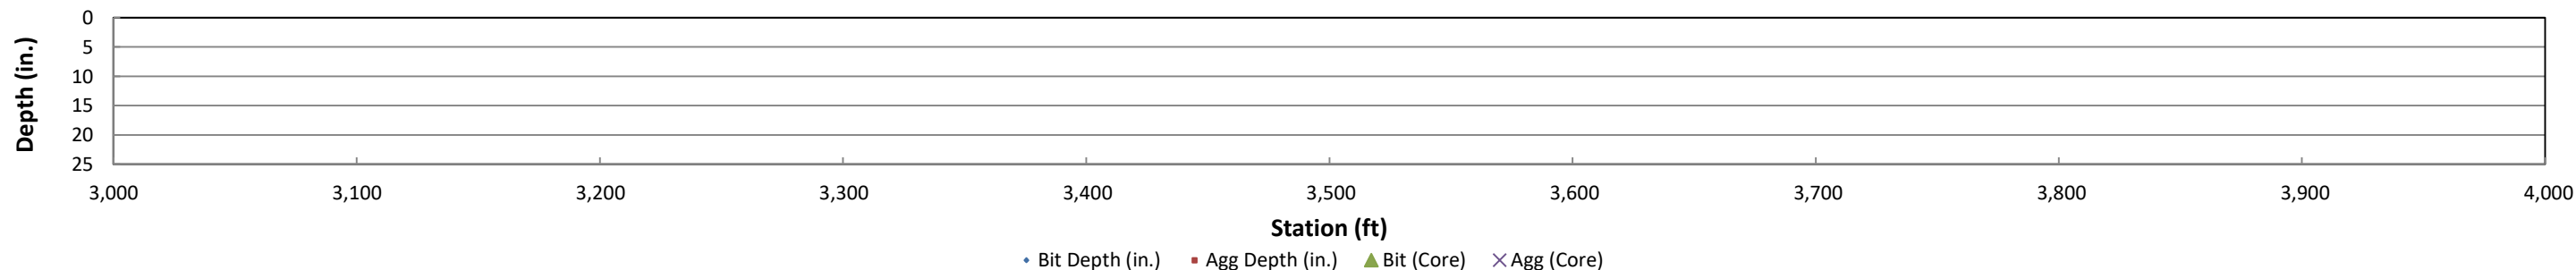 Depth (in.)
0
5
10
15
20
25
3,000 3,100 3,200 3,300 3,400 3,500 3,600 3,700 3,800 3,900 4,000
Station (ft)
Bit Depth (in.) Agg Depth (in.) Bit (Core) Agg (Core)